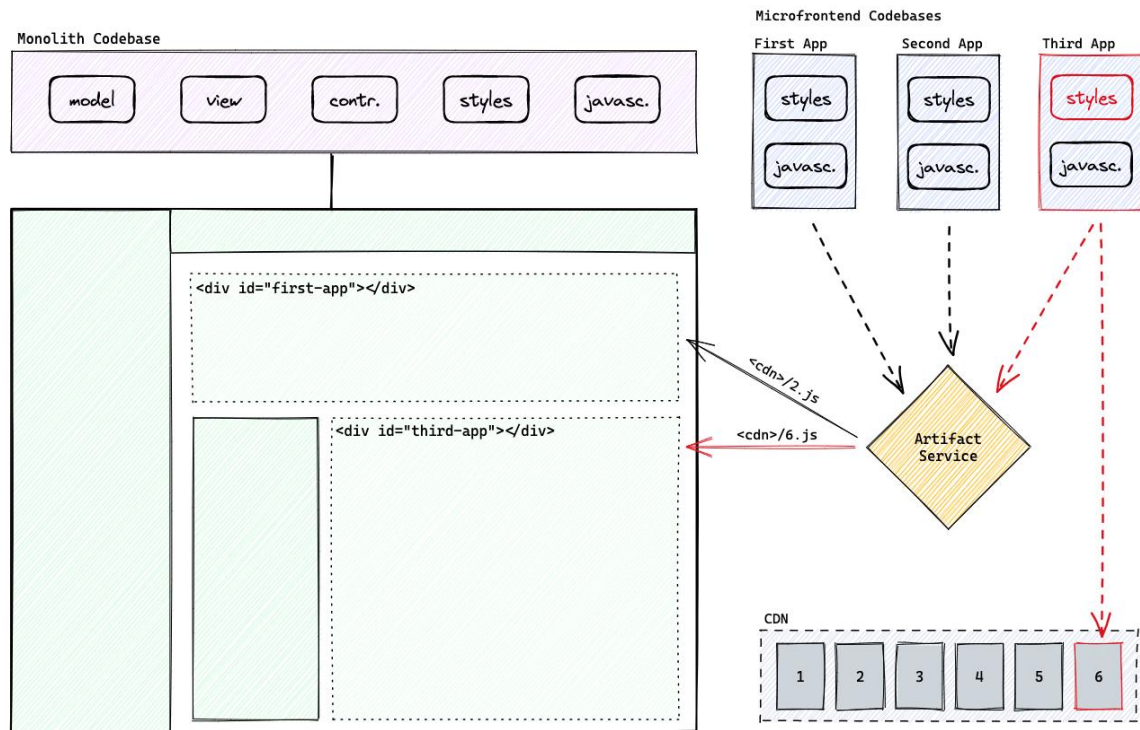 Microfrontend Codebases
Monolith Codebase
First App
Second App
Third App
model
view
contr.
styles
javasc.
styles
styles
styles
javasc.
javasc.
javasc.
<div id="first-app"></div>
<cdn>/2.js
<div id="third-app"></div>
<cdn>/6.js
Artifact
Service
CDN
1
2
3
4
5
6